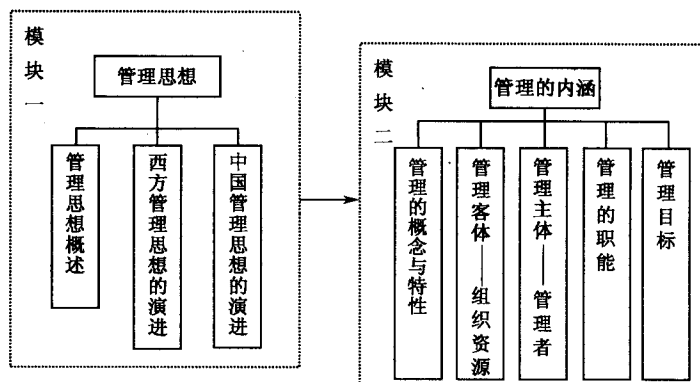 模块一
管理思想
管理思想概述
西方管理思想的演进
中国管理思想的演进
模块二
管理的内涵
管理的概念与特性
管理客体——组织资源
管理主体——管理者
管理的职能
管理目标